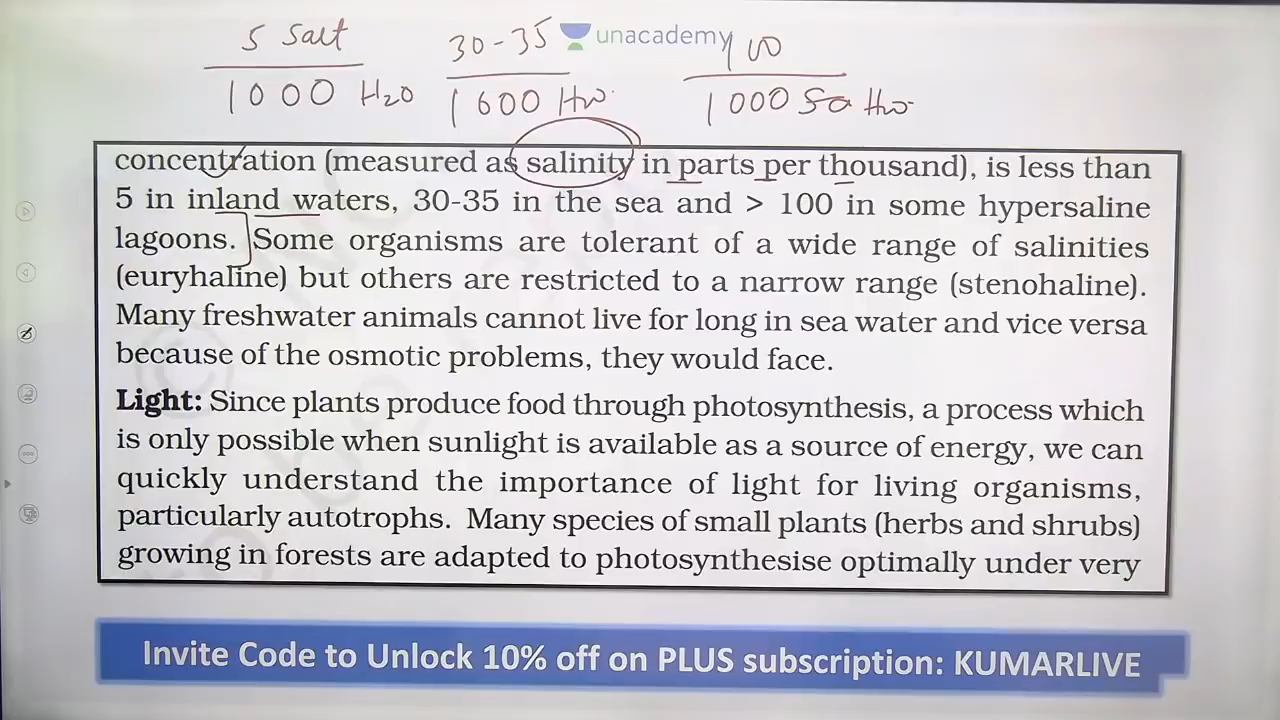 5 Salt
1000 H2O
30-35
1600 Hw
unacademy
100
1000 Sa Hw
concentration (measured as salinity in parts per thousand), is less than
5 in inland waters, 30-35 in the sea and > 100 in some hypersaline
lagoons. Some organisms are tolerant of a wide range of salinities
(euryhaline) but others are restricted to a narrow range (stenohaline).
Many freshwater animals cannot live for long in sea water and vice versa
because of the osmotic problems, they would face.
Light: Since plants produce food through photosynthesis, a process which
is only possible when sunlight is available as a source of energy, we can
quickly understand the importance of light for living organisms,
particularly autotrophs. Many species of small plants (herbs and shrubs)
growing in forests are adapted to photosynthesise optimally under very
Invite Code to Unlock 10% off on PLUS subscription: KUMARLIVE